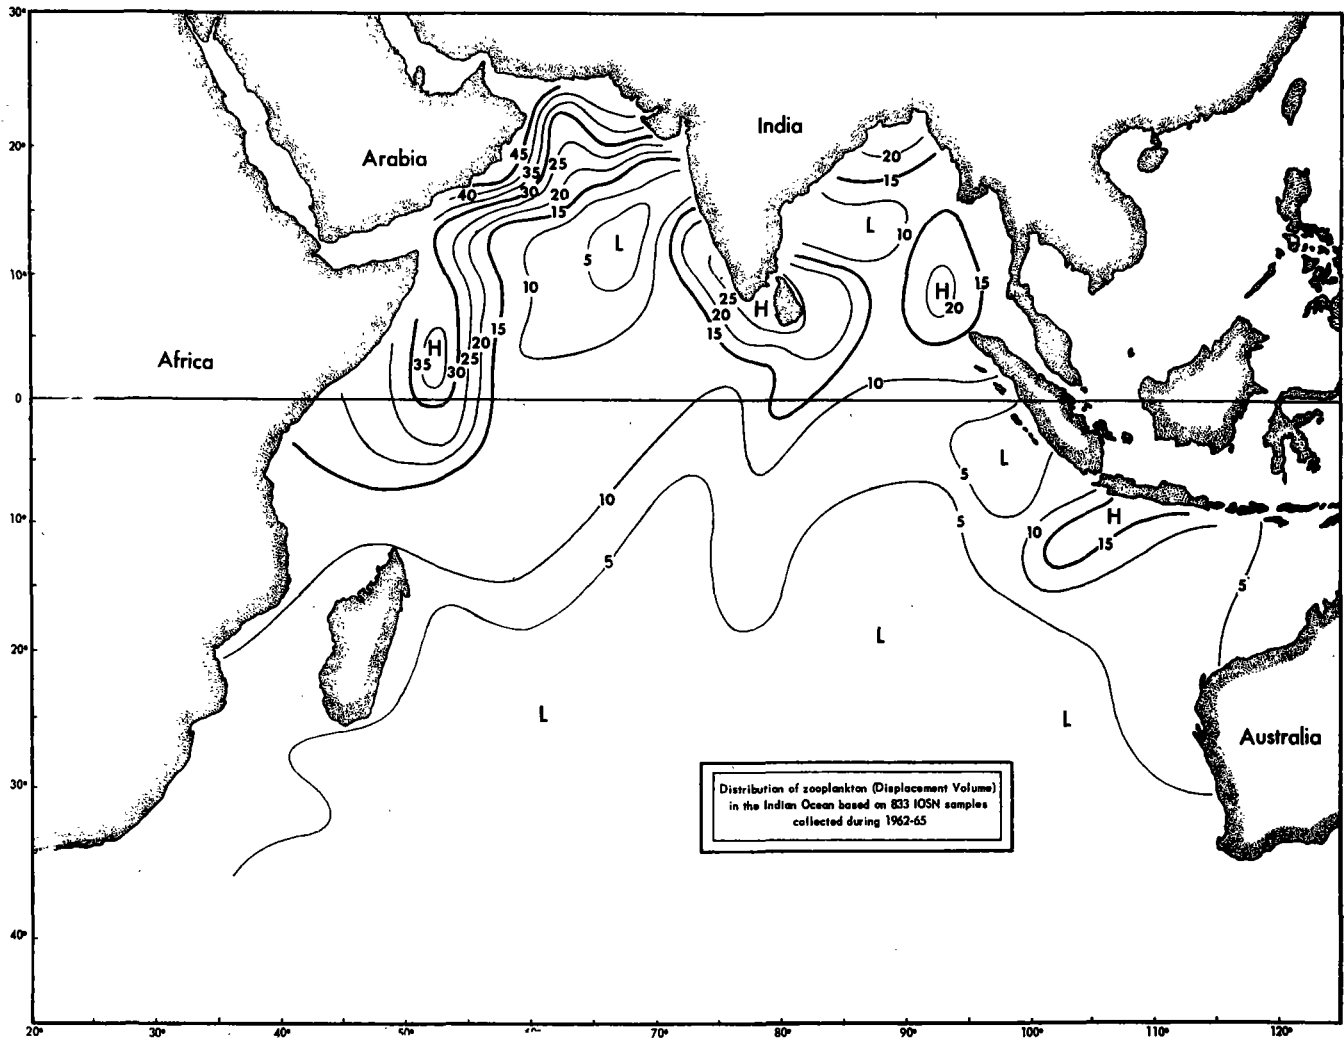 30°
India
Arabia
20°
20
45
25
35
15
40
30
20
15
L
10
L
5
10°
10
H
15
25
H
20
20
15
15
H
20
Africa
35
25
30
10
0
L
5
10°
10
5
H
10
15
5
5
20°
L
L
L
Australia
30°
Distribution of zooplankton (Displacement Volume)
in the Indian Ocean based on 833 IOSN samples
collected during 1962-65
40°
20° 30° 40° 50° 70° 80° 90° 100° 110° 120°